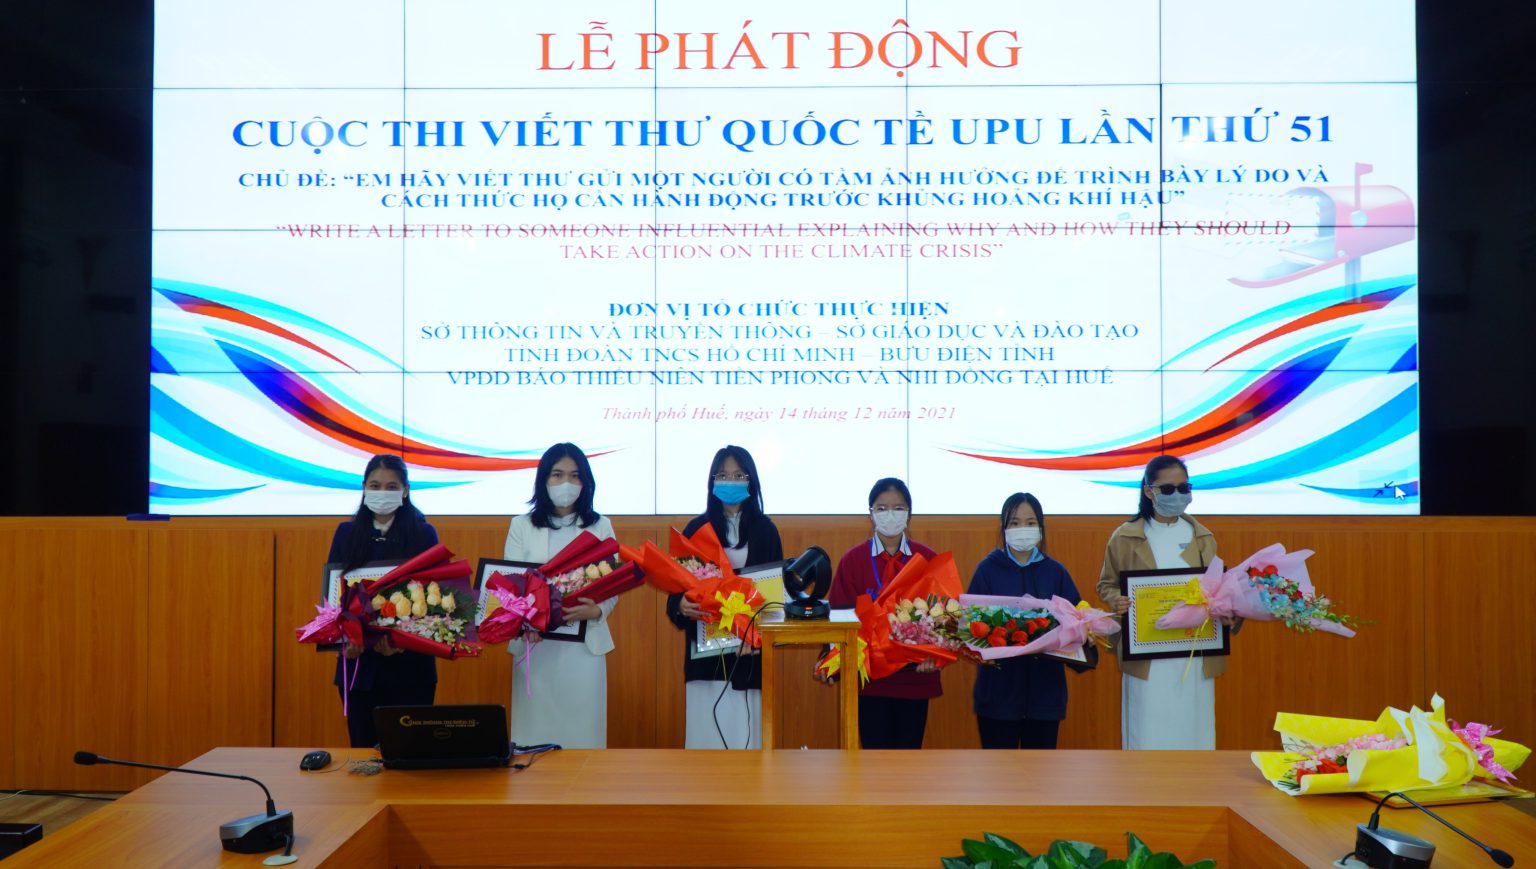 LỄ PHÁT ĐỘNG
CUỘC THI VIẾT THƯ QUỐC TẾ UPU LẦN THỨ 51
CHỦ ĐỀ: “EM HÃY VIẾT THƯ GỬI MỘT NGƯỜI CÓ TẦM ẢNH HƯỞNG ĐỂ TRÌNH BÀY LÝ DO VÀ
CÁCH THỨC HỌ CẦN HÀNH ĐỘNG TRƯỚC KHỦNG HOẢNG KHÍ HẬU”
“WRITE A LETTER TO SOMEONE INFLUENTIAL EXPLAINING WHY AND HOW THEY SHOULD
TAKE ACTION ON THE CLIMATE CRISIS”
ĐƠN VỊ TỔ CHỨC THỰC HIỆN
SỞ THÔNG TIN VÀ TRUYỀN THÔNG – SỞ GIÁO DỤC VÀ ĐÀO TẠO
TỈNH ĐOÀN TNCS HỒ CHÍ MINH – BƯU ĐIỆN TỈNH
VPĐD BÁO THIẾU NIÊN TIỀN PHONG VÀ NHI ĐỒNG TẠI HUẾ
Thành phố Huế, ngày 14 tháng 12 năm 2021
DELL